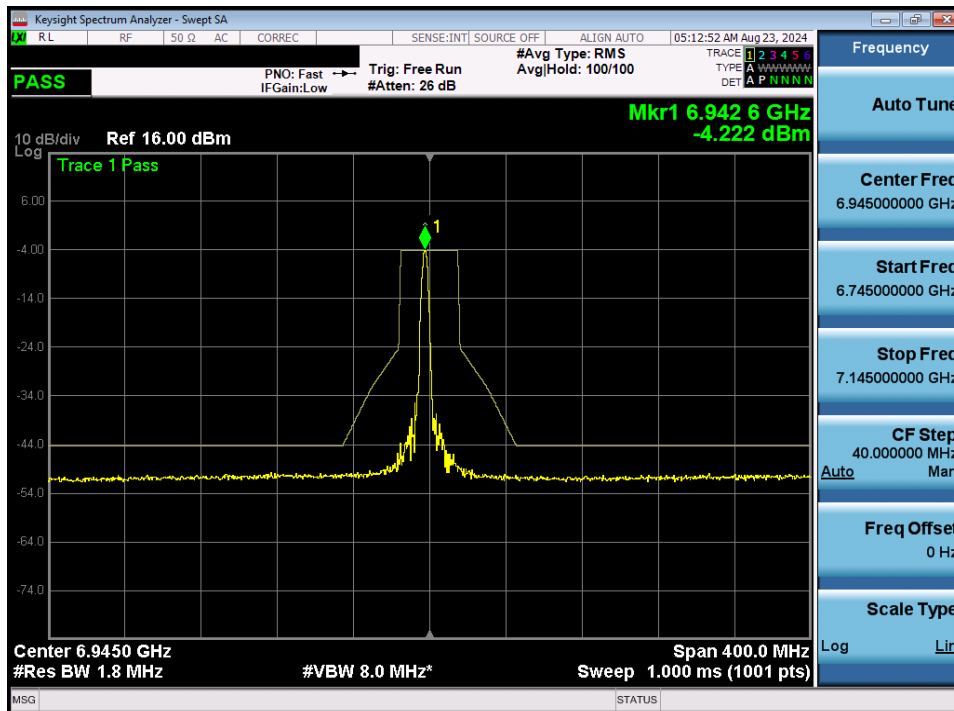 Keysight Spectrum Analyzer - Swept SA
LXI RL RF 50 Ω AC CORREC SENSE:INT SOURCE OFF ALIGN AUTO 05:12:52 AM Aug 23, 2024
PASS
PNO: Fast
IFGain:Low
Trig: Free Run
#Atten: 26 dB
#Avg Type: RMS
Avg|Hold: 100/100
TRACE 1 2 3 4 5 6
TYPE A W W W W W
DET A P N N N N
Mkr1 6.942 6 GHz
-4.222 dBm
10 dB/div Ref 16.00 dBm
Log
Trace 1 Pass
1
6.00
-4.00
-14.0
-24.0
-34.0
-44.0
-54.0
-64.0
-74.0
Center 6.9450 GHz Span 400.0 MHz
#Res BW 1.8 MHz #VBW 8.0 MHz* Sweep 1.000 ms (1001 pts)
MSG STATUS
Frequency
Auto Tune
Center Freq
6.945000000 GHz
Start Freq
6.745000000 GHz
Stop Freq
7.145000000 GHz
CF Step
40.000000 MHz
Auto Man
Freq Offset
0 Hz
Scale Type
Log Lin